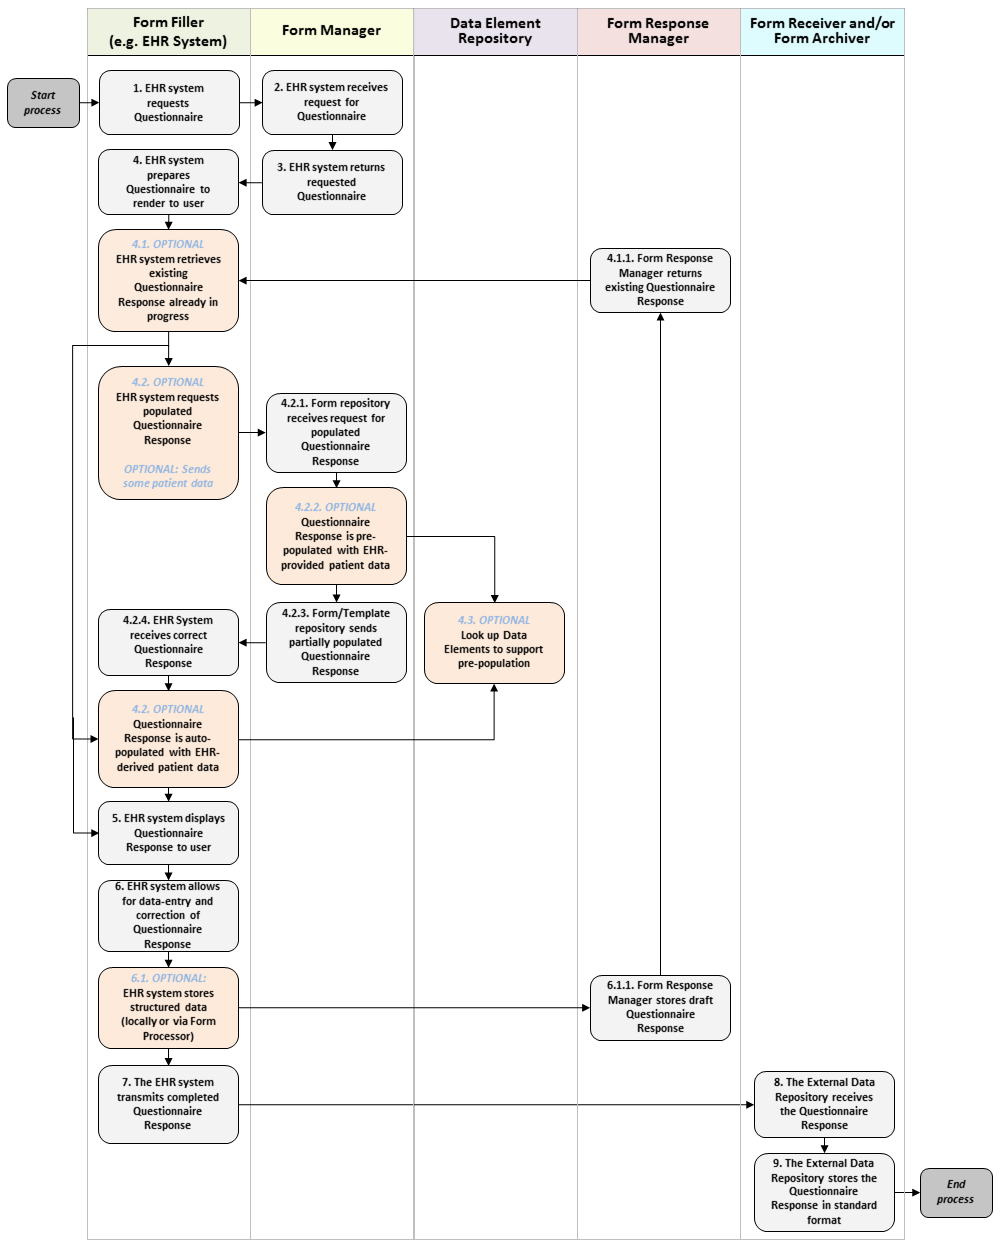 Form Filler
(e.g. EHR System)
Form Manager
Data Element
Repository
Form Response
Manager
Form Receiver and/or
Form Archiver
Start
process
1. EHR system
requests
Questionnaire
2. EHR system receives
request for
Questionnaire
3. EHR system returns
requested
Questionnaire
4. EHR system
prepares
Questionnaire to
render to user
4.1. OPTIONAL
EHR system retrieves
existing
Questionnaire
Response already in
progress
4.1.1. Form Response
Manager returns
existing Questionnaire
Response
4.2. OPTIONAL
EHR system requests
populated
Questionnaire
Response
OPTIONAL: Sends
some patient data
4.2.1. Form repository
receives request for
populated
Questionnaire
Response
4.2.2. OPTIONAL
Questionnaire
Response is pre-
populated with EHR-
provided patient data
4.2.3. Form/Template
repository sends
partially populated
Questionnaire
Response
4.2.4. EHR System
receives correct
Questionnaire
Response
4.3. OPTIONAL
Look up Data
Elements to support
pre-population
4.2. OPTIONAL
Questionnaire
Response is auto-
populated with EHR-
derived patient data
5. EHR system displays
Questionnaire
Response to user
6. EHR system allows
for data-entry and
correction of
Questionnaire
Response
6.1. OPTIONAL:
EHR system stores
structured data
(locally or via Form
Processor)
6.1.1. Form Response
Manager stores draft
Questionnaire
Response
7. The EHR system
transmits completed
Questionnaire
Response
8. The External Data
Repository receives
the Questionnaire
Response
9. The External Data
Repository stores the
Questionnaire
Response in standard
format
End
process